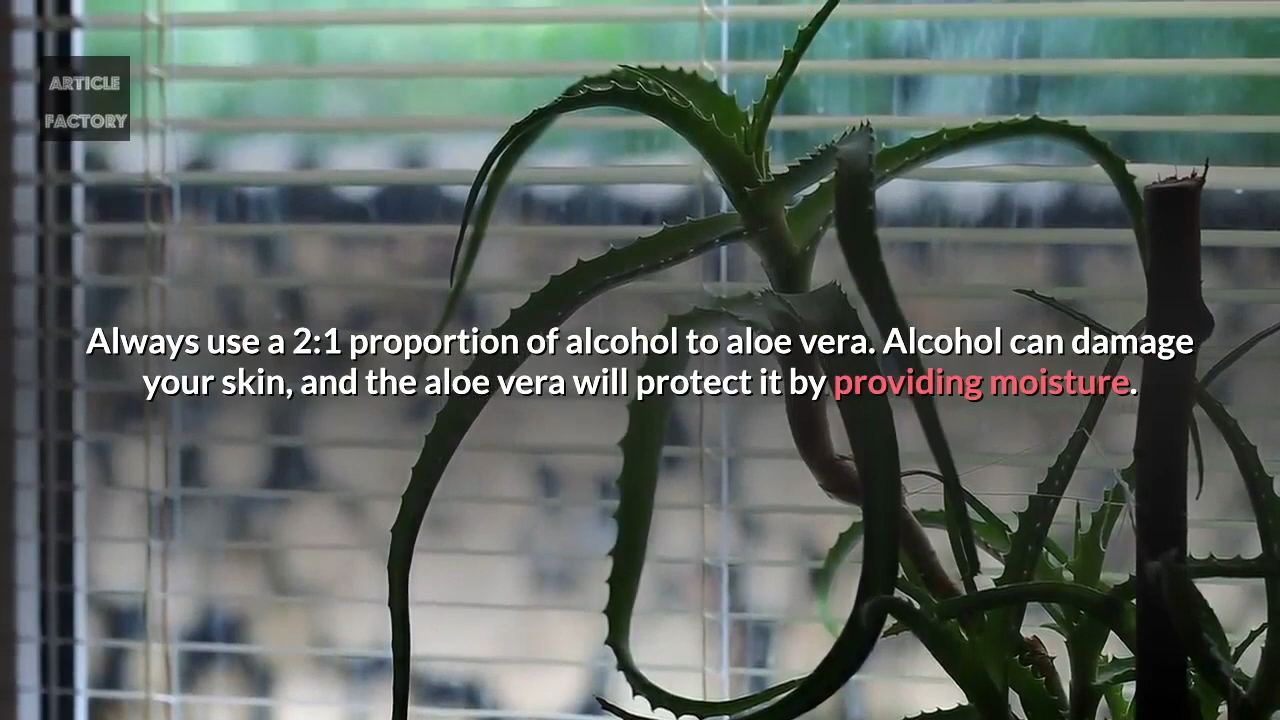 ARTICLE
FACTORY
Always use a 2:1 proportion of alcohol to aloe vera. Alcohol can damage
your skin, and the aloe vera will protect it by providing moisture.